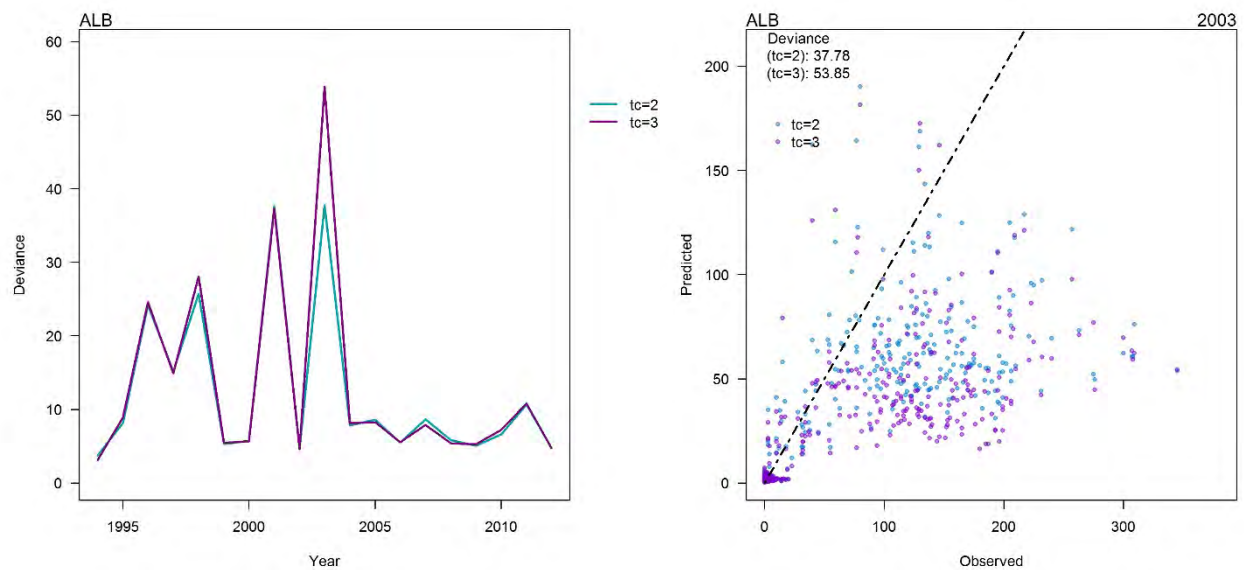 ALB
60
50
40
30
20
10
0
Deviance
1995 2000 2005 2010
Year
tc=2
tc=3
ALB 2003
Deviance
(tc=2): 37.78
(tc=3): 53.85
tc=2
tc=3
200
150
100
50
0
Predicted
0 100 200 300
Observed